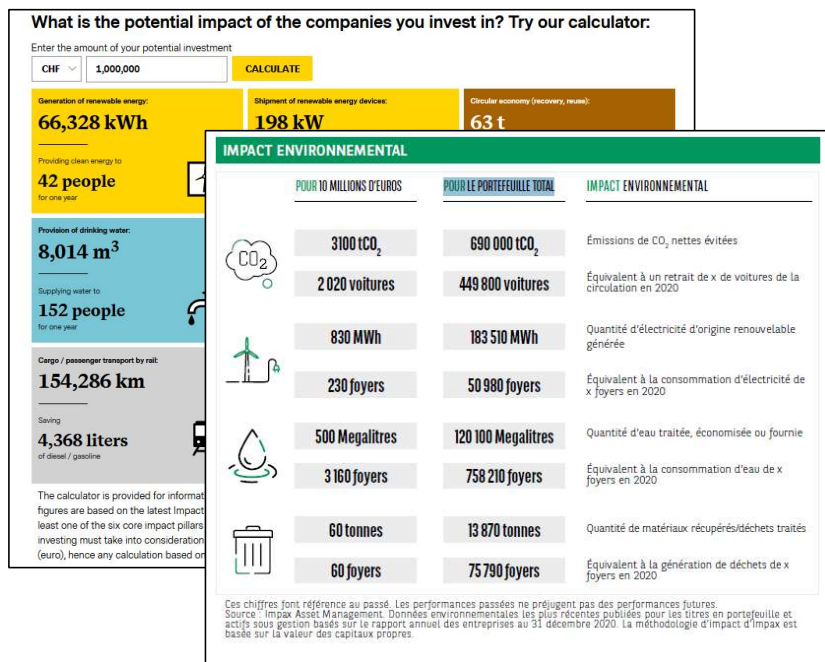 What is the potential impact of the companies you invest in? Try our calculator:
Enter the amount of your potential investment
CHF 1,000,000 CALCULATE
Generation of renewable energy:
66,328 kWh
Providing clean energy to
42 people
for one year
Shipment of renewable energy devices:
198 kW
Circular economy (recovery, reuse):
63 t
Provision of drinking water:
8,014 m³
Supplying water to
152 people
for one year
Cargo / passenger transport by rail:
154,286 km
Saving
4,368 liters
of diesel / gasoline
The calculator is provided for
figures are based on the latest Impact
least one of the six core impact pillars
investing must take into consideration
(euro), hence any calculation based
IMPACT ENVIRONNEMENTAL
POUR 10 MILLIONS D'EUROS POUR LE PORTEFEUILLE TOTAL IMPACT ENVIRONNEMENTAL
CO₂
3100 tCO₂ 690 000 tCO₂ Émissions de CO₂ nettes évitées
2 020 voitures 449 800 voitures Équivalent à un retrait de x de voitures de la
circulation en 2020
830 MWh 183 510 MWh Quantité d'électricité d'origine renouvelable
générée
230 foyers 50 980 foyers Équivalent à la consommation d'électricité de
x foyers en 2020
500 Megalitres 120 100 Megalitres Quantité d'eau traitée, économisée ou fournie
3 160 foyers 758 210 foyers Équivalent à la consommation d'eau de x
foyers en 2020
60 tonnes 13 870 tonnes Quantité de matériaux récupérés/déchets traités
60 foyers 75 790 foyers Équivalent à la génération de déchets de x
foyers en 2020
Ces chiffres font référence au passé. Les performances passées ne préjugent pas des performances futures.
Source : Impax Asset Management. Données environnementales les plus récentes publiées pour les titres en portefeuille et
actifs sous gestion basés sur le rapport annuel des entreprises au 31 décembre 2020. La méthodologie d'impact d'Impax est
basée sur la valeur des capitaux propres.